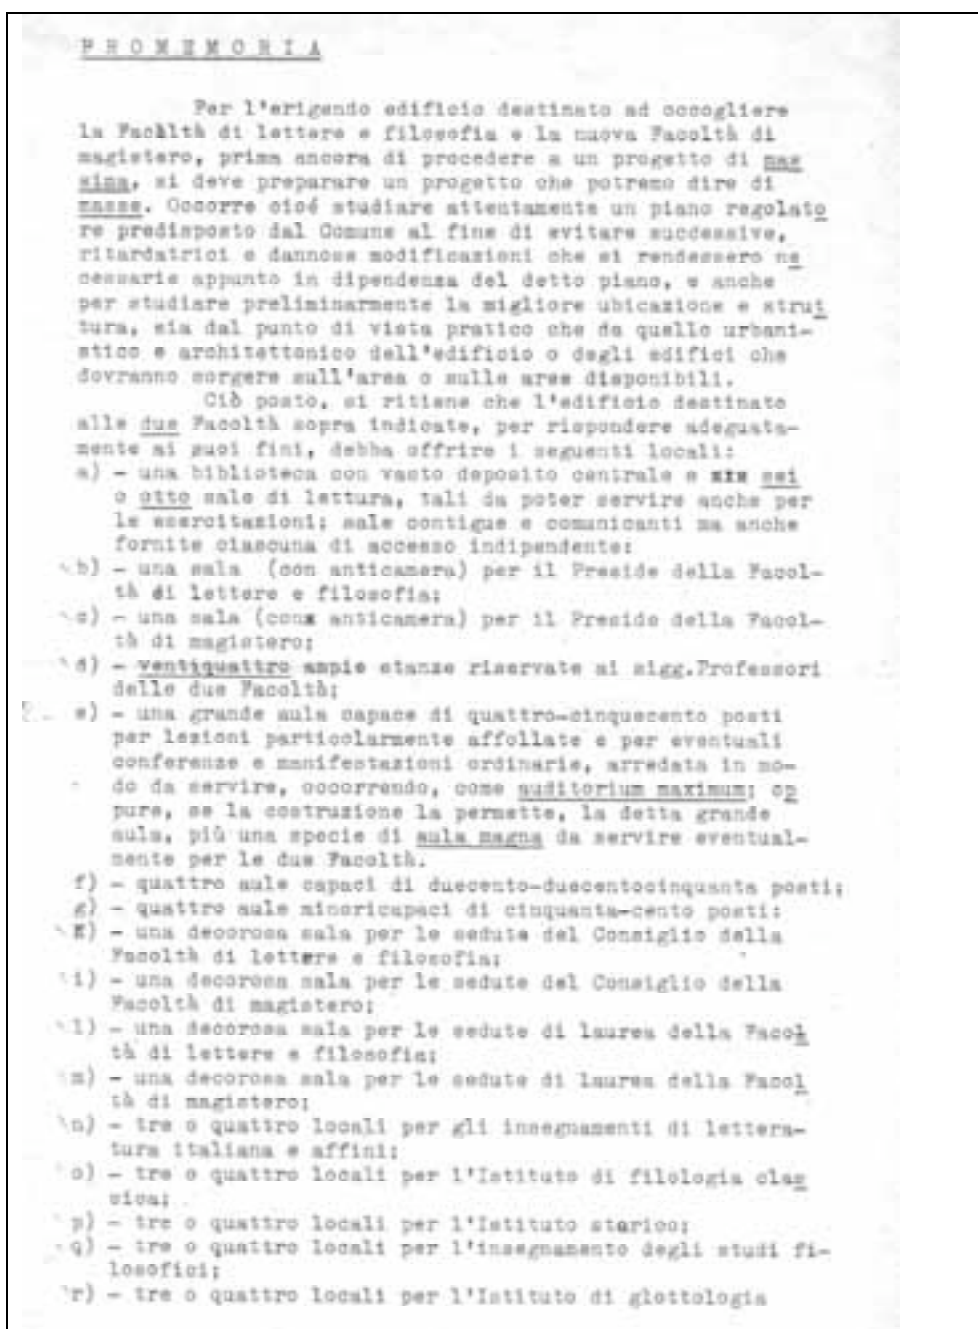 P R O M E M O R I A
Per l'erigendo edificio destinato ad occogliere
la Facàltà di lettere e filosofia e la nuova Facoltà di
magistero, prima ancora di procedere a un progetto di mas
sima, si deve preparare un progetto che potremo dire di
masse. Occorre cioé studiare attentamente un piano regolato
re predisposto dal Comune al fine di evitare successive,
ritardatrici e dannose modificazioni che si rendessero ne
cessarie appunto in dipendenza del detto piano, e anche
per studiare preliminarmente la migliore ubicazione e strut
tura, sia dal punto di vista pratico che da quello urbani-
stico e architettonico dell'edificio o degli edifici che
dovranno sorgere sull'area o sulle aree disponibili.
Ciò posto, si ritiene che l'edificio destinato
alle due Facoltà sopra indicate, per rispondere adeguata-
mente ai suoi fini, debba offrire i seguenti locali:
a) - una biblioteca con vasto deposito centrale e sei
o otto sale di lettura, tali da poter servire anche per
le esercitazioni; sale contigue e comunicanti ma anche
fornite ciascuna di accesso indipendente:
b) - una sala (con anticamera) per il Preside della Facol-
tà di lettere e filosofia;
c) - una sala (conx anticamera) per il Preside della Facol-
tà di magistero;
d) - ventiquattro ampie stanze riservate ai sigg.Professori
delle due Facoltà;
e) - una grande aula capace di quattro-cinquecento posti
per lezioni particolarmente affollate e per eventuali
conferenze e manifestazioni ordinarie, arredata in mo-
do da servire, occorrendo, come auditorium maximum; op
pure, se la costruzione la permette, la detta grande
aula, più una specie di aula magna da servire eventual-
mente per le due Facoltà.
f) - quattro aule capaci di duecento-duecentocinquanta posti;
g) - quattro aule minoricapaci di cinquanta-cento posti:
- una decorosa sala per le sedute del Consiglio della
Facoltà di lettere e filosofia;
i) - una decorosa sala per le sedute del Consiglio della
Facoltà di magistero;
l) - una decorosa sala per le sedute di laurea della Facol
tà di lettere e filosofia;
m) - una decorosa sala per le sedute di laurea della Facol
tà di magistero;
n) - tre o quattro locali per gli insegnamenti di lettera-
tura italiana e affini;
o) - tre o quattro locali per l'Istituto di filologia clas
sica;
p) - tre o quattro locali per l'Istituto storico;
q) - tre o quattro locali per l'insegnamento degli studi fi-
losofici;
r) - tre o quattro locali per l'Istituto di glottologia